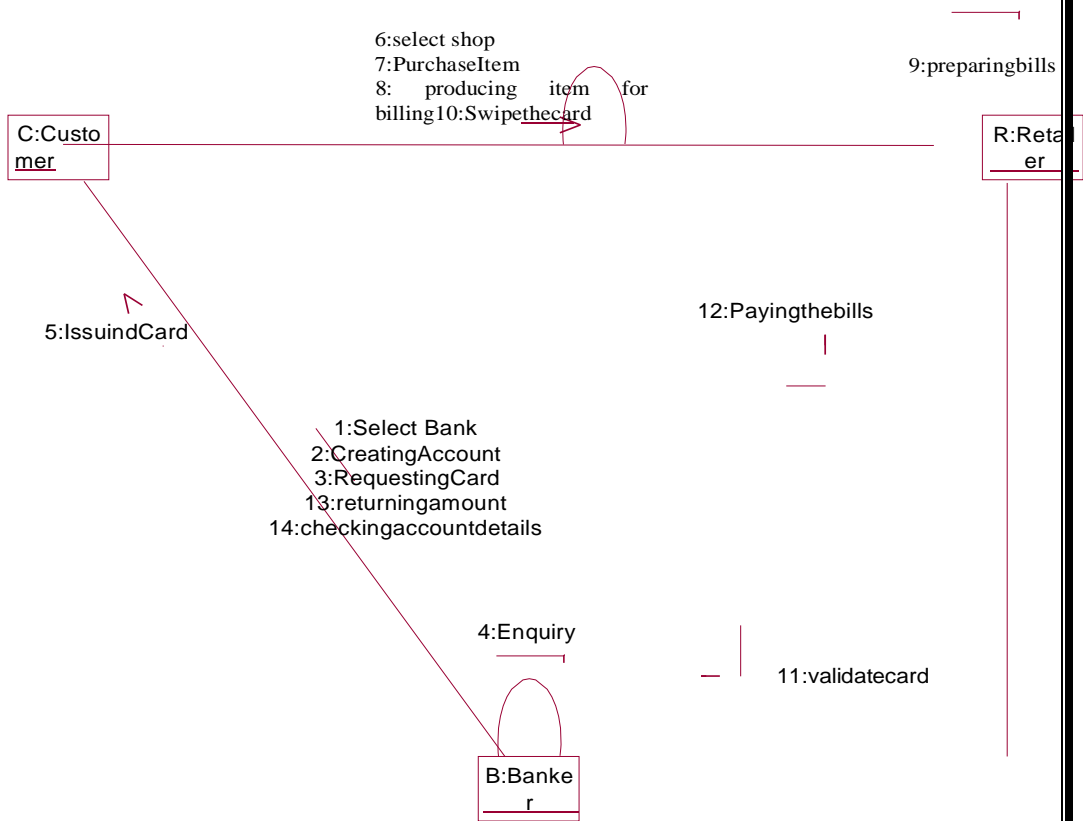 6:select shop
7:PurchaseItem
8: producing item for
billing10:Swipethecard
9:preparingbills
C:Custo
mer
R:Retail
er
5:IssuindCard
12:Payingthebills
1:Select Bank
2:CreatingAccount
3:RequestingCard
13:returningamount
14:checkingaccountdetails
4:Enquiry
11:validatecard
B:Banke
r